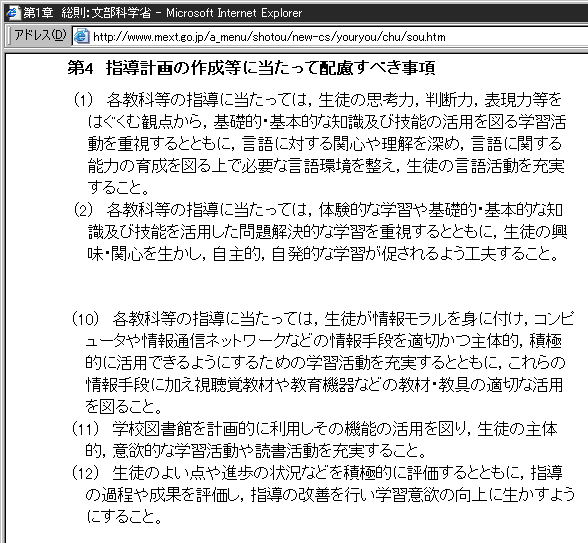 第1章 総則:文部科学省 - Microsoft Internet Explorer
アドレス(D) http://www.mext.go.jp/a_menu/shotou/new-cs/youryou/chu/sou.htm
第4 指導計画の作成等に当たって配慮すべき事項
(1) 各教科等の指導に当たっては，生徒の思考力，判断力，表現力等を
はぐくむ観点から，基礎的・基本的な知識及び技能の活用を図る学習活
動を重視するとともに，言語に対する関心や理解を深め，言語に関する
能力の育成を図る上で必要な言語環境を整え，生徒の言語活動を充実
すること。
(2) 各教科等の指導に当たっては，体験的な学習や基礎的・基本的な知
識及び技能を活用した問題解決的な学習を重視するとともに，生徒の興
味・関心を生かし，自主的，自発的な学習が促されるよう工夫すること。
(10) 各教科等の指導に当たっては，生徒が情報モラルを身に付け，コンピ
ュータや情報通信ネットワークなどの情報手段を適切かつ主体的，積極
的に活用できるようにするための学習活動を充実するとともに，これらの
情報手段に加え視聴覚教材や教育機器などの教材・教具の適切な活用
を図ること。
(11) 学校図書館を計画的に利用しその機能の活用を図り，生徒の主体
的，意欲的な学習活動や読書活動を充実すること。
(12) 生徒のよい点や進歩の状況などを積極的に評価するとともに，指導
の過程や成果を評価し，指導の改善を行い学習意欲の向上に生かすよう
にすること。